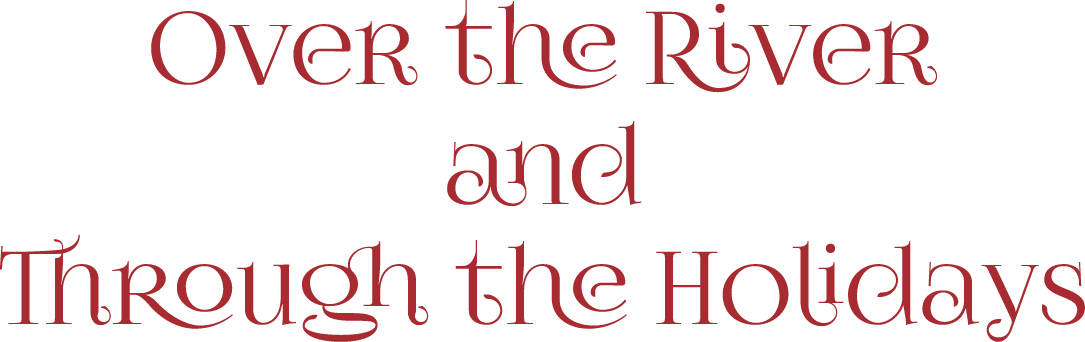 Over the River
and
Through the Holidays